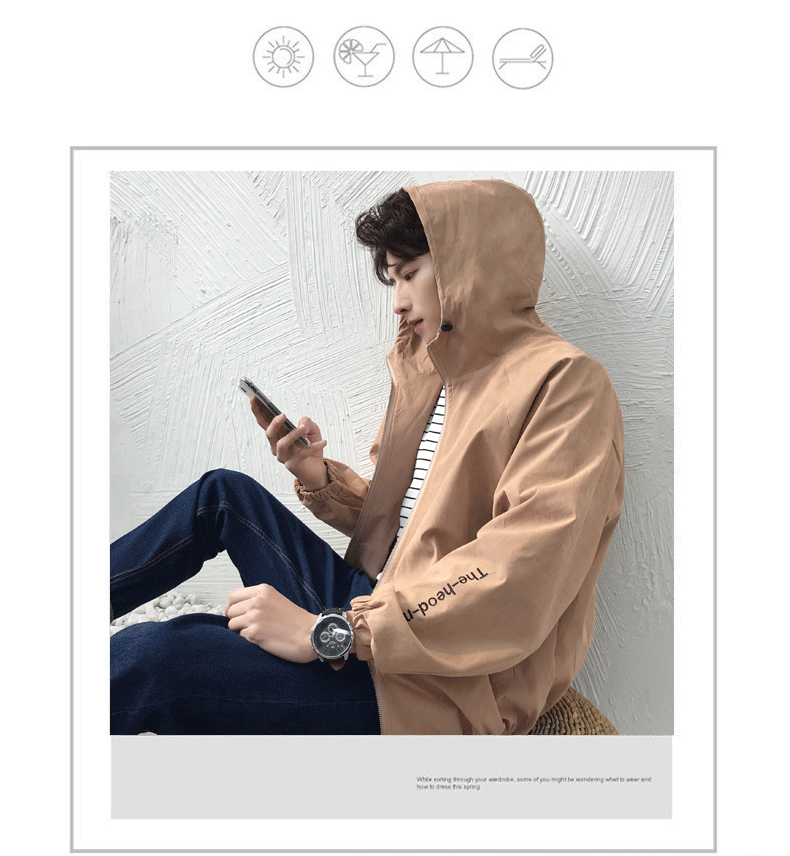 The-heod-n
While sorting through your wardrobe, some of you might be wondering what to wear and
how to dress this spring